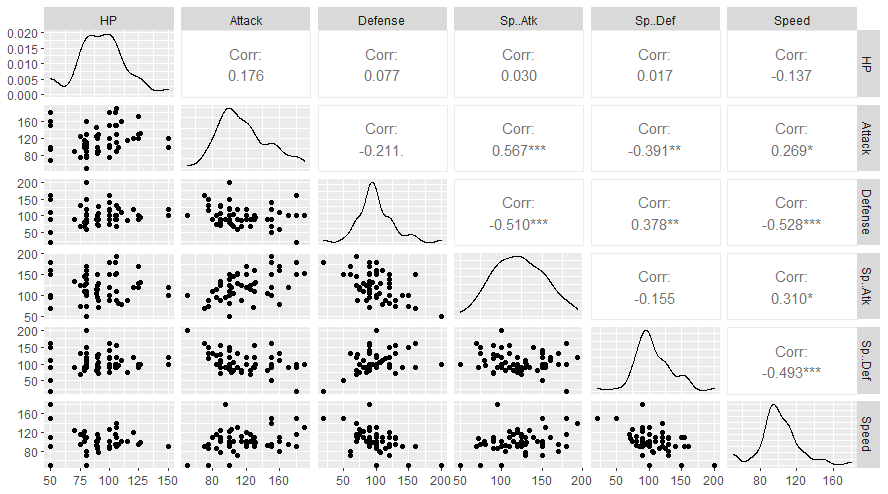 HP Attack Defense Sp..Atk Sp..Def Speed
0.020
0.015
0.010
0.005
0.000
Corr: 0.176
Corr: 0.077
Corr: 0.030
Corr: 0.017
Corr: -0.137
HP
160
120
80
Corr: -0.211.
Corr: 0.567***
Corr: -0.391**
Corr: 0.269*
Attack
200
150
100
50
Corr: -0.510***
Corr: 0.378**
Corr: -0.528***
Defense
200
150
100
50
Corr: -0.155
Corr: 0.310*
Sp..Atk
200
150
100
50
Corr: -0.493***
Sp..Def
160
120
80
Speed
50 75 100 125 150 80 120 160 50 100 150 200 50 100 150 200 50 100 150 200 80 120 160